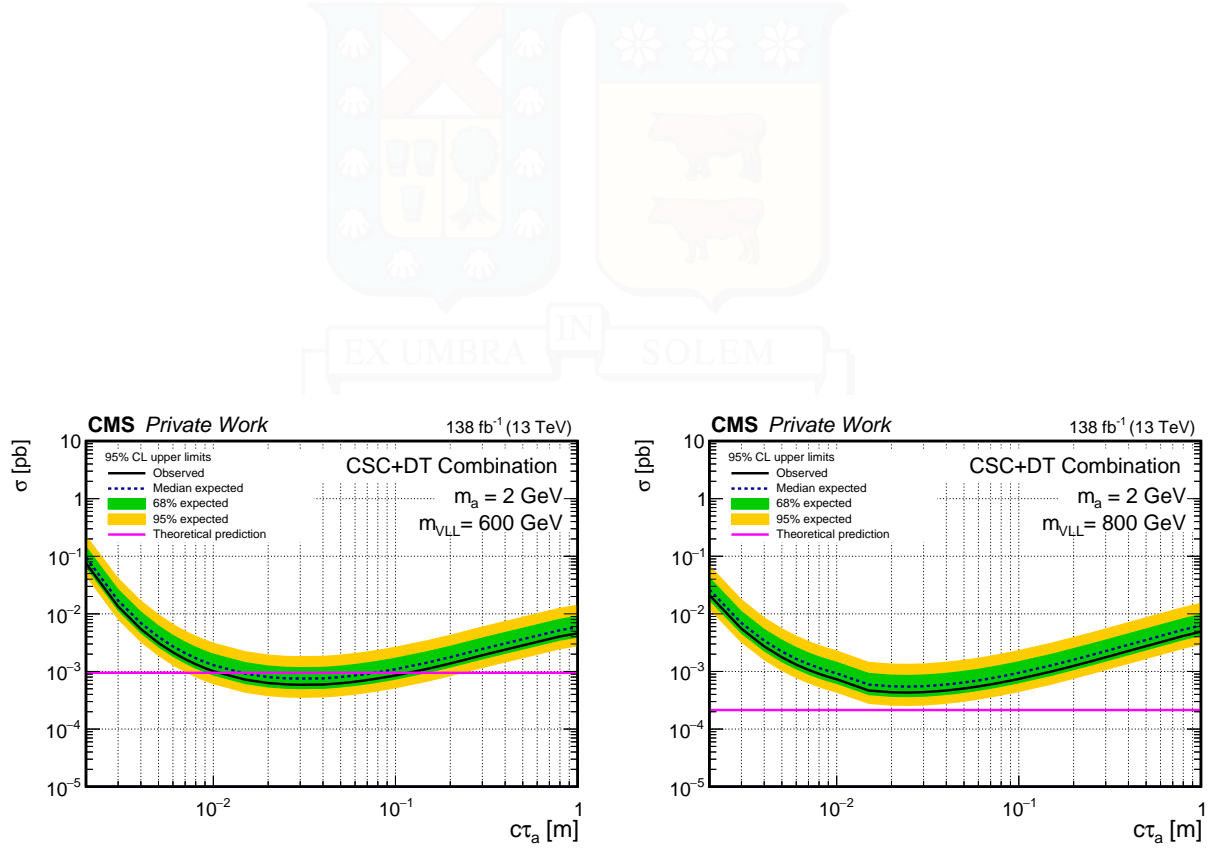 EX UMBRA IN SOLEM
CMS Private Work 138 fb⁻¹ (13 TeV)
σ [pb]
10
1
10⁻¹
10⁻²
10⁻³
10⁻⁴
10⁻⁵
95% CL upper limits
Observed
Median expected
68% expected
95% expected
Theoretical prediction
CSC+DT Combination
mₐ = 2 GeV
m_VLL = 600 GeV
10⁻² 10⁻¹ 1
cτₐ [m]
CMS Private Work 138 fb⁻¹ (13 TeV)
σ [pb]
10
1
10⁻¹
10⁻²
10⁻³
10⁻⁴
10⁻⁵
95% CL upper limits
Observed
Median expected
68% expected
95% expected
Theoretical prediction
CSC+DT Combination
mₐ = 2 GeV
m_VLL = 800 GeV
10⁻² 10⁻¹ 1
cτₐ [m]